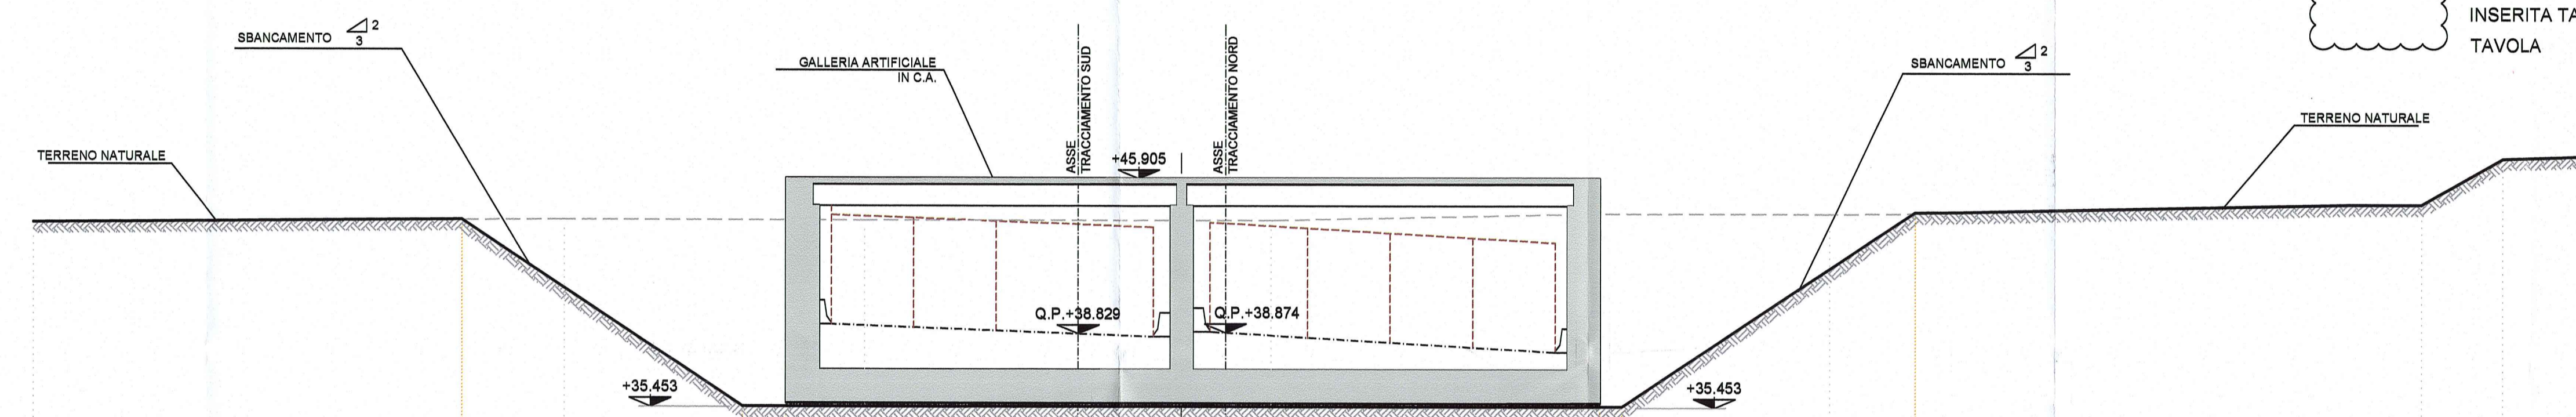 SBANCAMENTO 2
3
GALLERIA ARTIFICIALE
IN C.A.
ASSE
TRACCIAMENTO SUD
ASSE
TRACCIAMENTO NORD
+45.905
SBANCAMENTO 2
3
INSERITA TA
TAVOLA
TERRENO NATURALE
TERRENO NATURALE
Q.P.+38.829
Q.P.+38.874
+35.453
+35.453